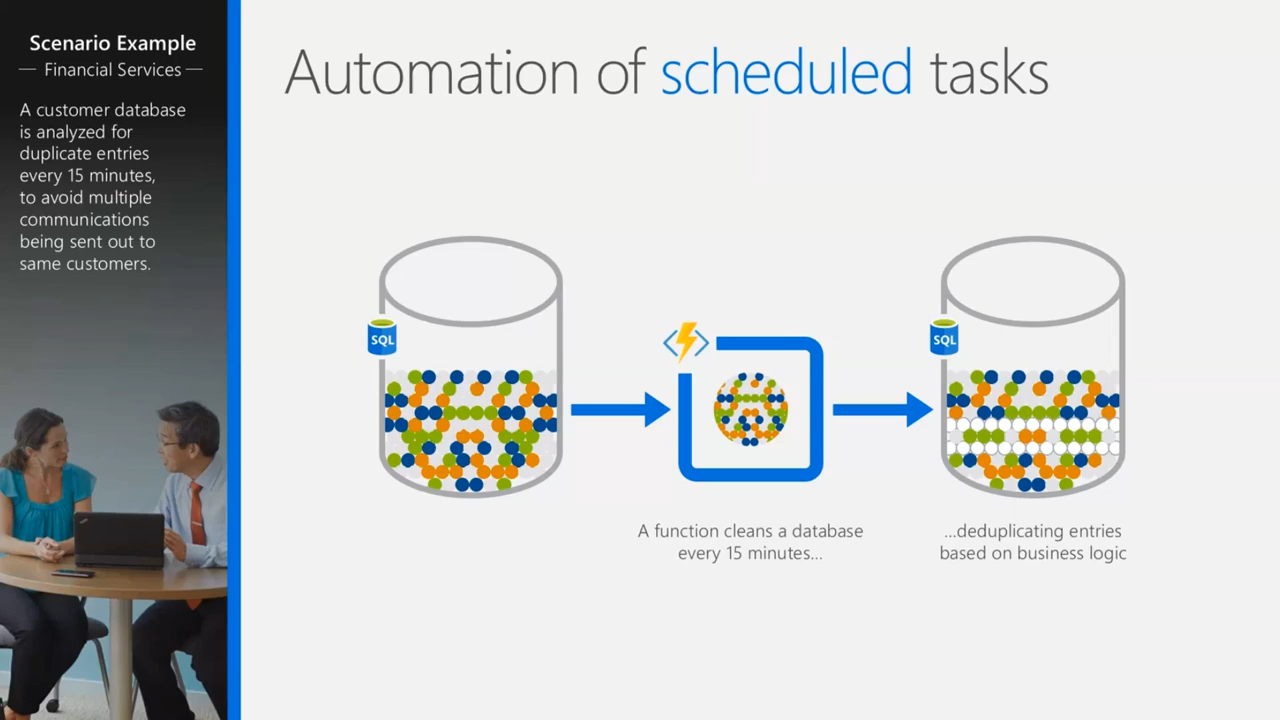 Scenario Example
Financial Services
A customer database
is analyzed for
duplicate entries
every 15 minutes,
to avoid multiple
communications
being sent out to
same customers.
Automation of scheduled tasks
SQL
SQL
A function cleans a database
every 15 minutes...
...deduplicating entries
based on business logic